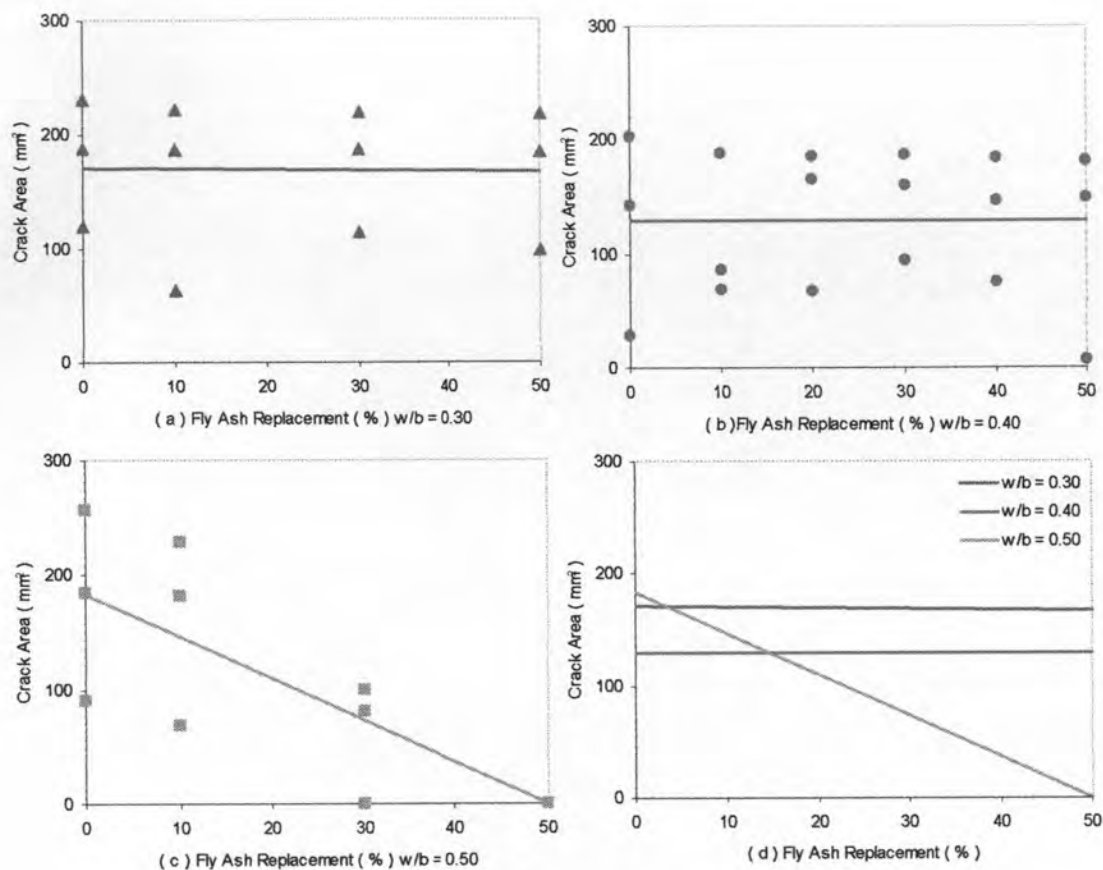 300
200
100
0
Crack Area ( mm² )
0 10 20 30 40 50
( a ) Fly Ash Replacement ( % ) w/b = 0.30
300
200
100
0
Crack Area ( mm² )
0 10 20 30 40 50
( b )Fly Ash Replacement ( % ) w/b = 0.40
300
200
100
0
Crack Area ( mm² )
0 10 20 30 40 50
( c ) Fly Ash Replacement ( % ) w/b = 0.50
300
200
100
0
Crack Area ( mm² )
w/b = 0.30
w/b = 0.40
w/b = 0.50
0 10 20 30 40 50
( d ) Fly Ash Replacement ( % )